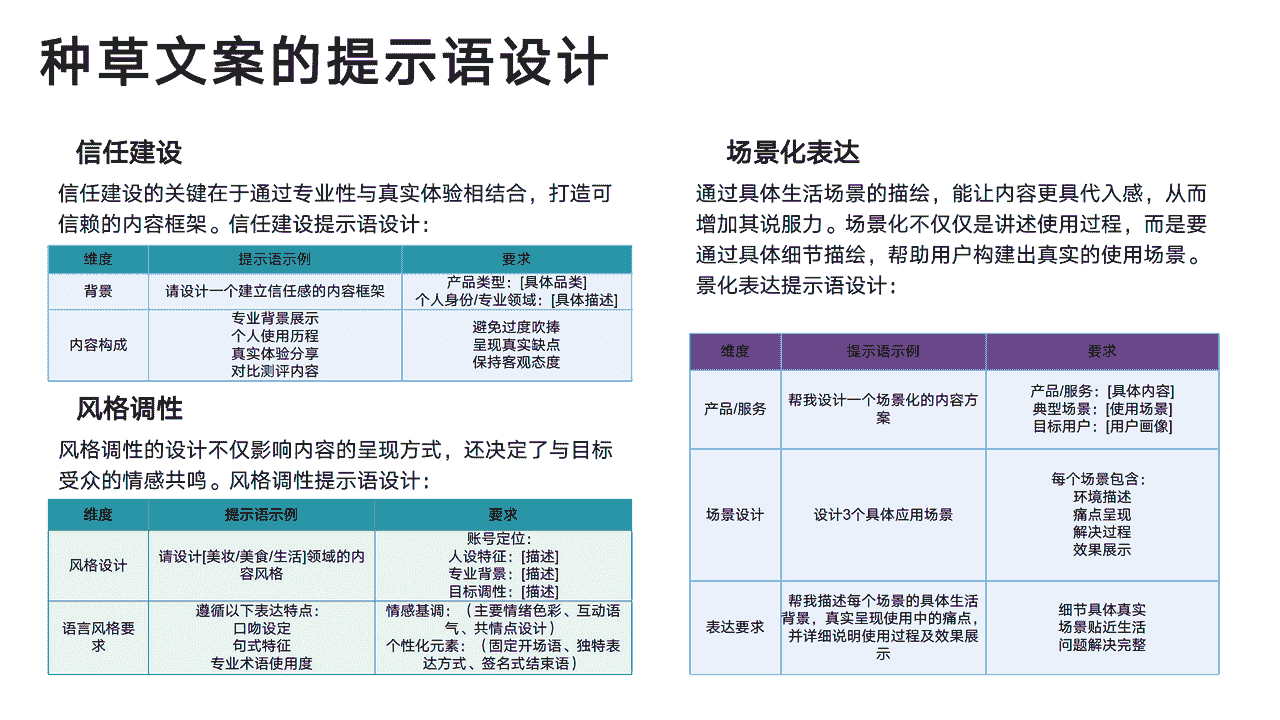 种草文案的提示语设计
信任建设
信任建设的关键在于通过专业性与真实体验相结合，打造可
信赖的内容框架。信任建设提示语设计：
维度 提示语示例 要求
背景 请设计一个建立信任感的内容框架 产品类型：[具体品类]
个人身份/专业领域：[具体描述]
内容构成
专业背景展示
个人使用历程
真实体验分享
对比测评内容
避免过度吹捧
呈现真实缺点
保持客观态度
风格调性
风格调性的设计不仅影响内容的呈现方式，还决定了与目标
受众的情感共鸣。风格调性提示语设计：
维度 提示语示例 要求
风格设计
请设计[美妆/美食/生活]领域的内
容风格
账号定位：
人设特征：[描述]
专业背景：[描述]
目标调性：[描述]
语言风格要
求
遵循以下表达特点：
口吻设定
句式特征
专业术语使用度
情感基调：（主要情绪色彩、互动语
气、共情点设计）
个性化元素：（固定开场语、独特表
达方式、签名式结束语）
场景化表达
通过具体生活场景的描绘，能让内容更具代入感，从而
增加其说服力。场景化不仅仅是讲述使用过程，而是要
通过具体细节描绘，帮助用户构建出真实的使用场景。
景化表达提示语设计：
维度 提示语示例 要求
产品/服务
帮我设计一个场景化的内容方
案
产品/服务：[具体内容]
典型场景：[使用场景]
目标用户：[用户画像]
场景设计
设计3个具体应用场景
每个场景包含：
环境描述
痛点呈现
解决过程
效果展示
表达要求
帮我描述每个场景的具体生活
背景，真实呈现使用中的痛点，
并详细说明使用过程及效果展
示
细节具体真实
场景贴近生活
问题解决完整